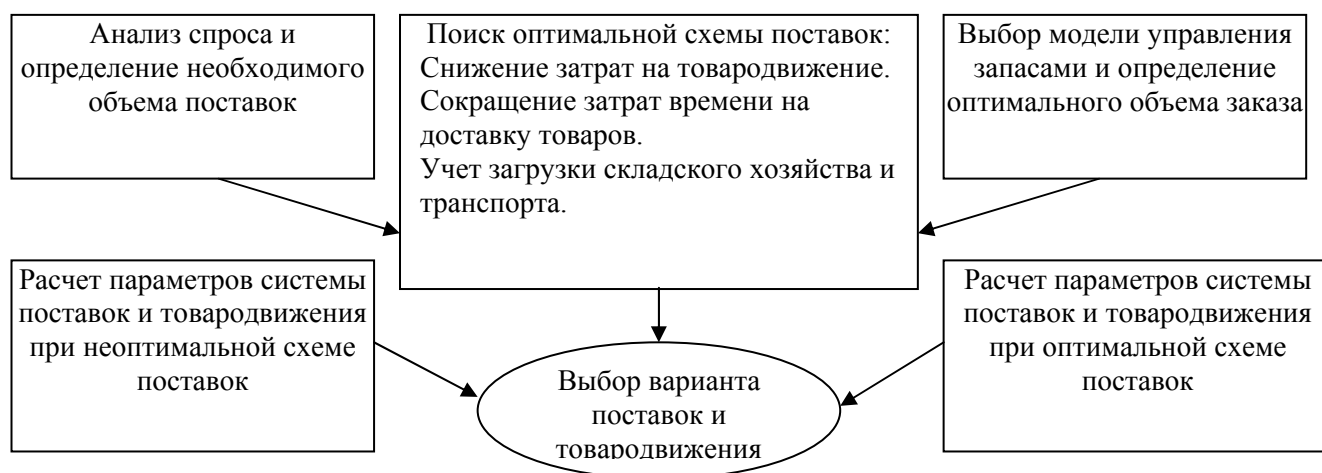 Анализ спроса и
определение необходимого
объема поставок
Поиск оптимальной схемы поставок:
Снижение затрат на товародвижение.
Сокращение затрат времени на
доставку товаров.
Учет загрузки складского хозяйства и
транспорта.
Выбор модели управления
запасами и определение
оптимального объема заказа
Расчет параметров системы
поставок и товародвижения
при неоптимальной схеме
поставок
Выбор варианта
поставок и
товародвижения
Расчет параметров системы
поставок и товародвижения
при оптимальной схеме
поставок